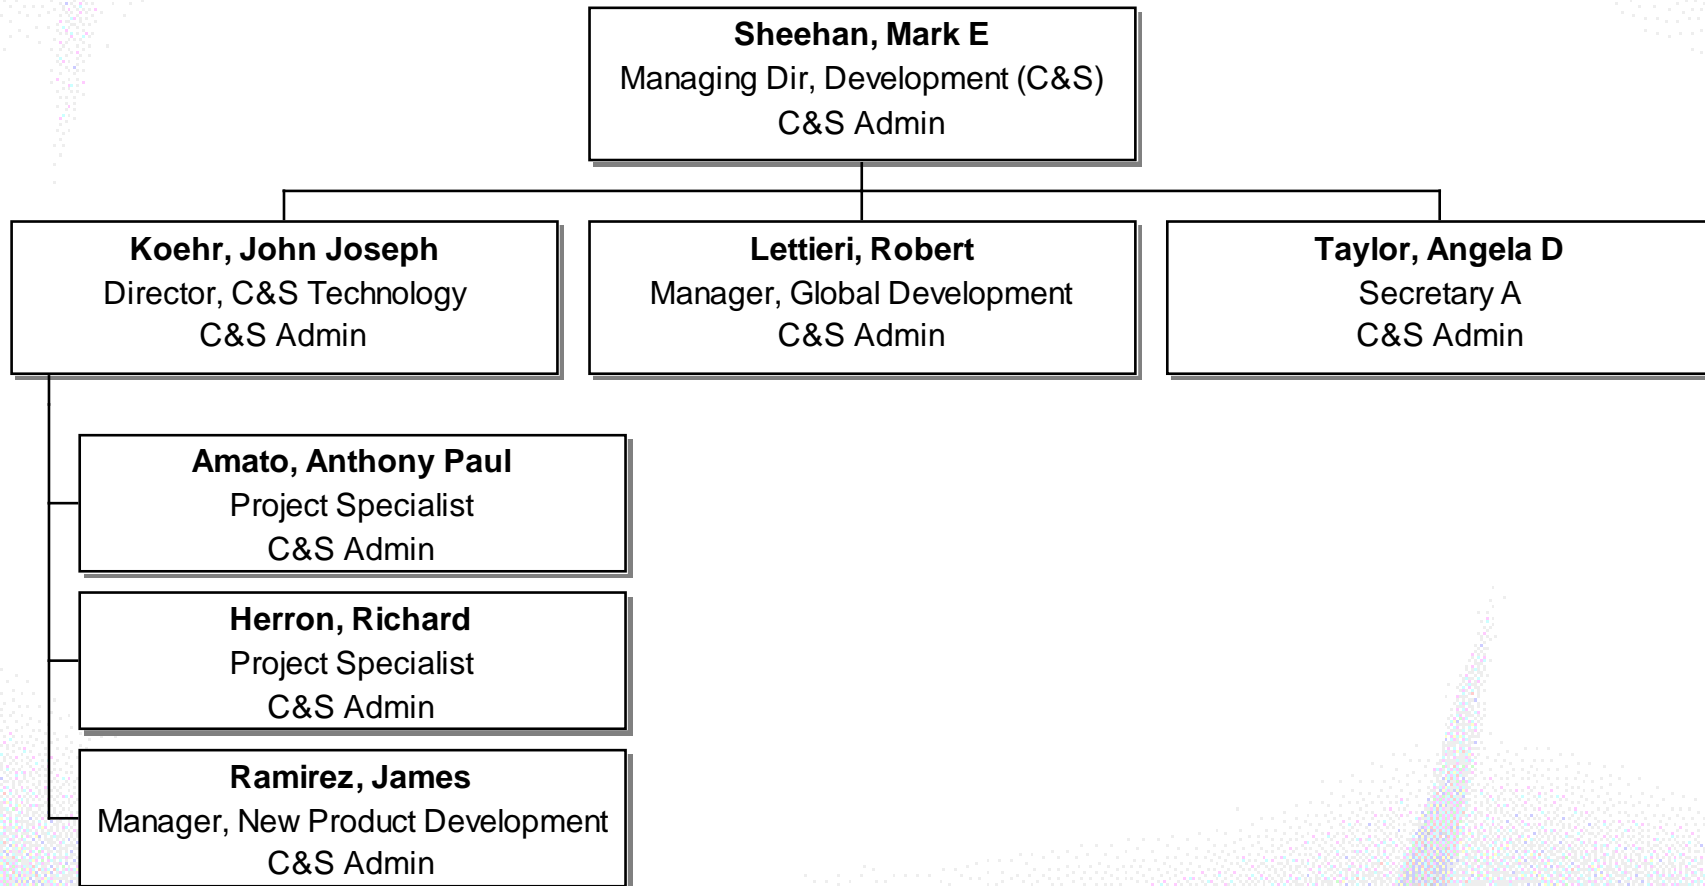 Sheehan, Mark E
Managing Dir, Development (C&S)
C&S Admin
Koehr, John Joseph
Director, C&S Technology
C&S Admin
Lettieri, Robert
Manager, Global Development
C&S Admin
Taylor, Angela D
Secretary A
C&S Admin
Amato, Anthony Paul
Project Specialist
C&S Admin
Herron, Richard
Project Specialist
C&S Admin
Ramirez, James
Manager, New Product Development
C&S Admin